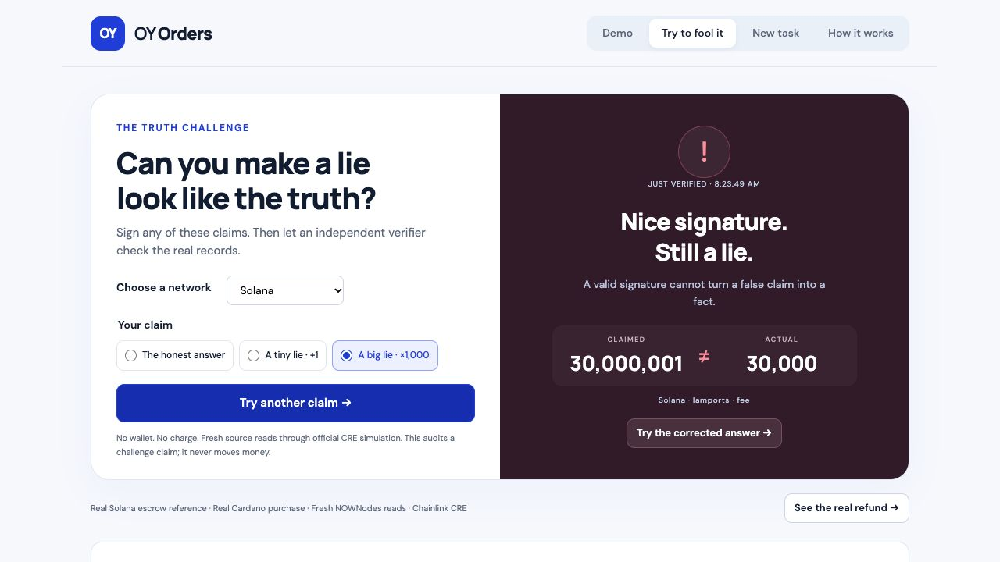 OY
OY Orders
Demo
Try to fool it
New task
How it works
THE TRUTH CHALLENGE
Can you make a lie
look like the truth?
Sign any of these claims. Then let an independent verifier
check the real records.
Choose a network
Solana
Your claim
The honest answer
A tiny lie · +1
A big lie · ×1,000
Try another claim →
No wallet. No charge. Fresh source reads through official CRE simulation. This audits a
challenge claim; it never moves money.
!
JUST VERIFIED · 8:23:49 AM
Nice signature.
Still a lie.
A valid signature cannot turn a false claim into a
fact.
CLAIMED
30,000,001
≠
ACTUAL
30,000
Solana · lamports · fee
Try the corrected answer →
Real Solana escrow reference · Real Cardano purchase · Fresh NOWNodes reads · Chainlink CRE
See the real refund →